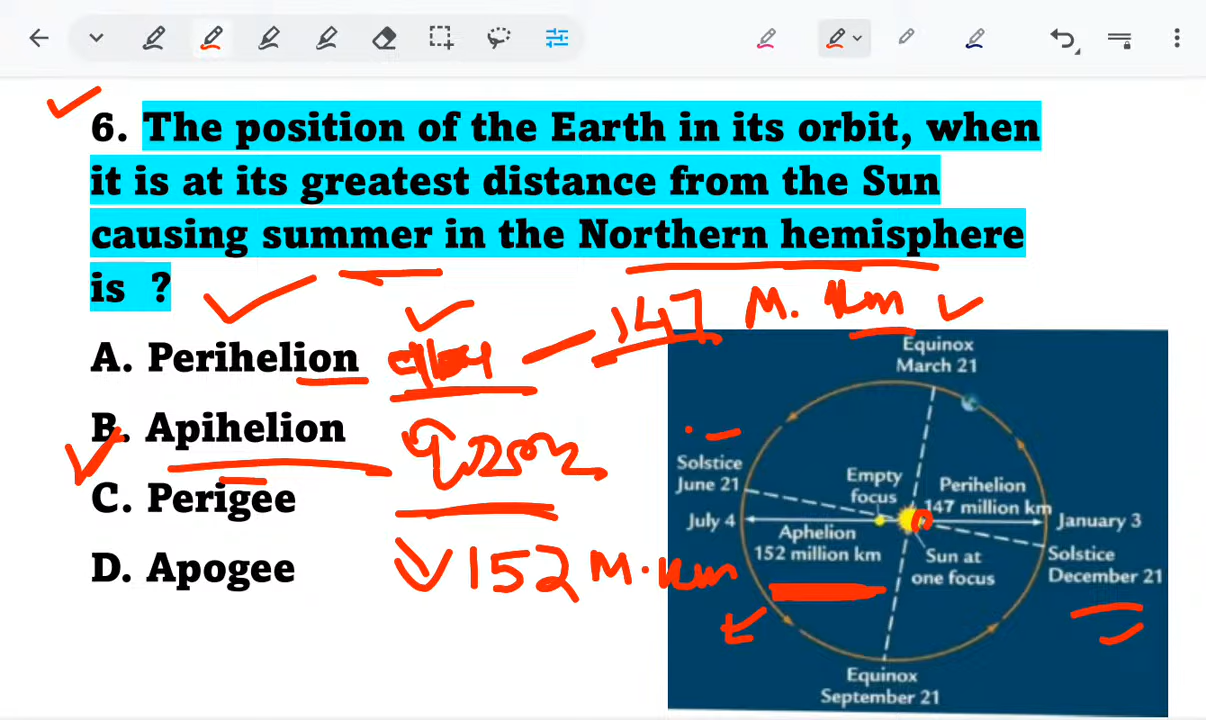 6. The position of the Earth in its orbit, when
it is at its greatest distance from the Sun
causing summer in the Northern hemisphere
is ?
147 M. Km
A. Perihelion
B. Apihelion
C. Perigee
D. Apogee
152 M. Km
Equinox
March 21
Solstice
June 21
Empty
focus
Perihelion
147 million km
July 4
January 3
Aphelion
152 million km
Sun at
one focus
Solstice
December 21
Equinox
September 21